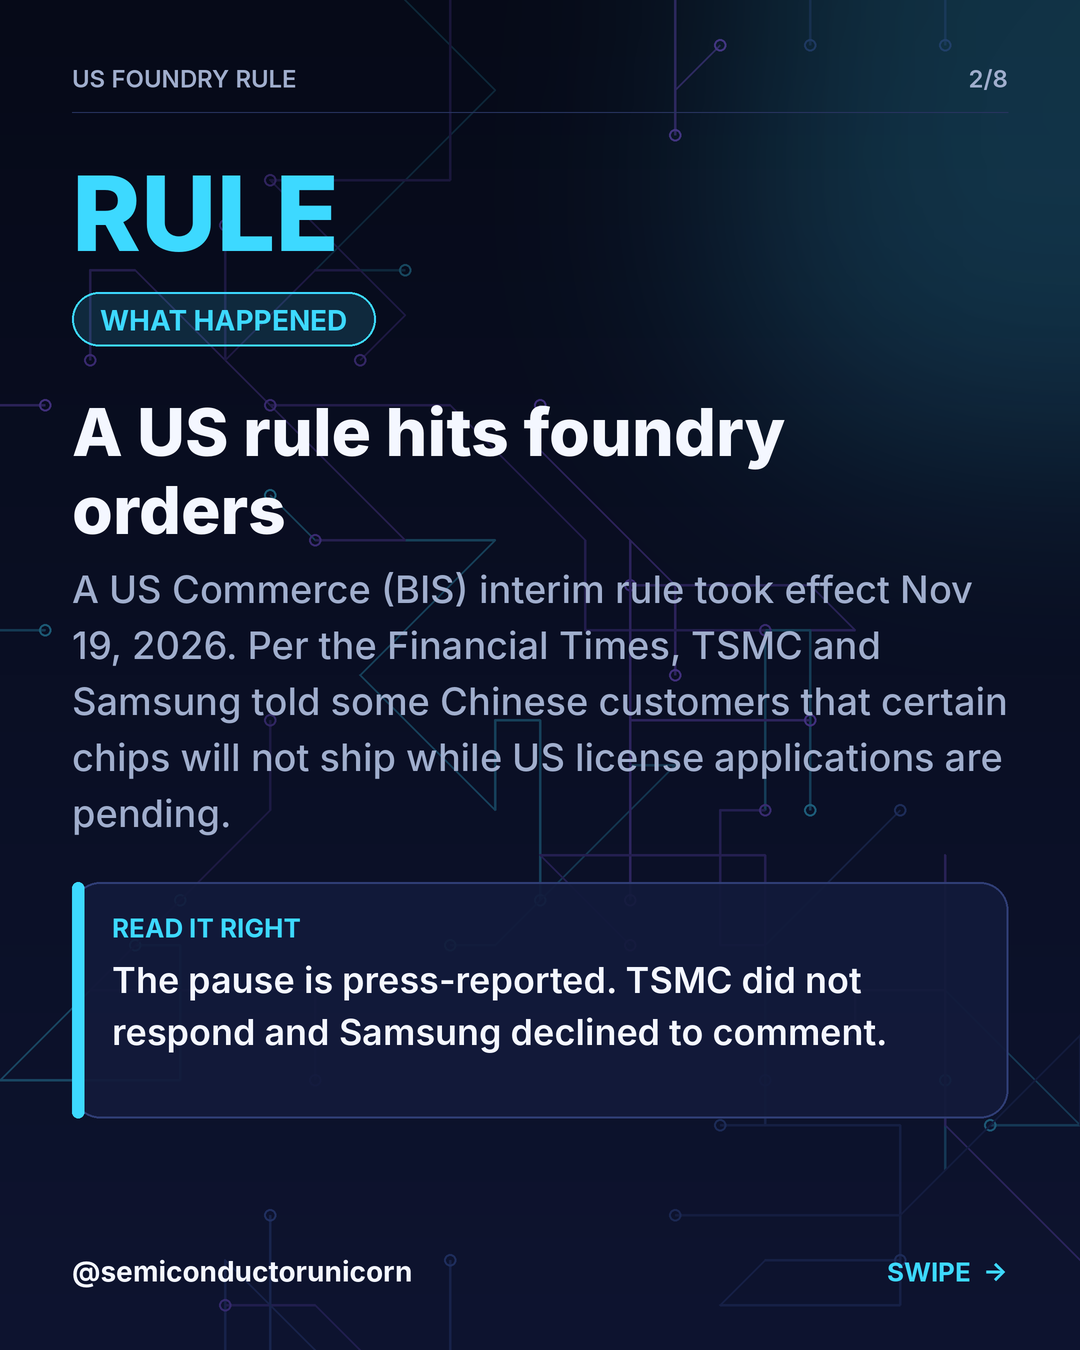 US FOUNDRY RULE
2/8
RULE
WHAT HAPPENED
A US rule hits foundry
orders
A US Commerce (BIS) interim rule took effect Nov
19, 2026. Per the Financial Times, TSMC and
Samsung told some Chinese customers that certain
chips will not ship while US license applications are
pending.
READ IT RIGHT
The pause is press-reported. TSMC did not
respond and Samsung declined to comment.
@semiconductorunicorn
SWIPE →